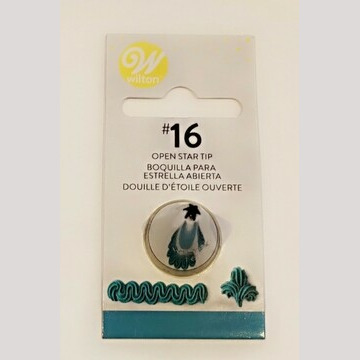 W
wilton
#16
OPEN STAR TIP
BOQUILLA PARA
ESTRELLA ABIERTA
DOUILLE D'ÉTOILE OUVERTE